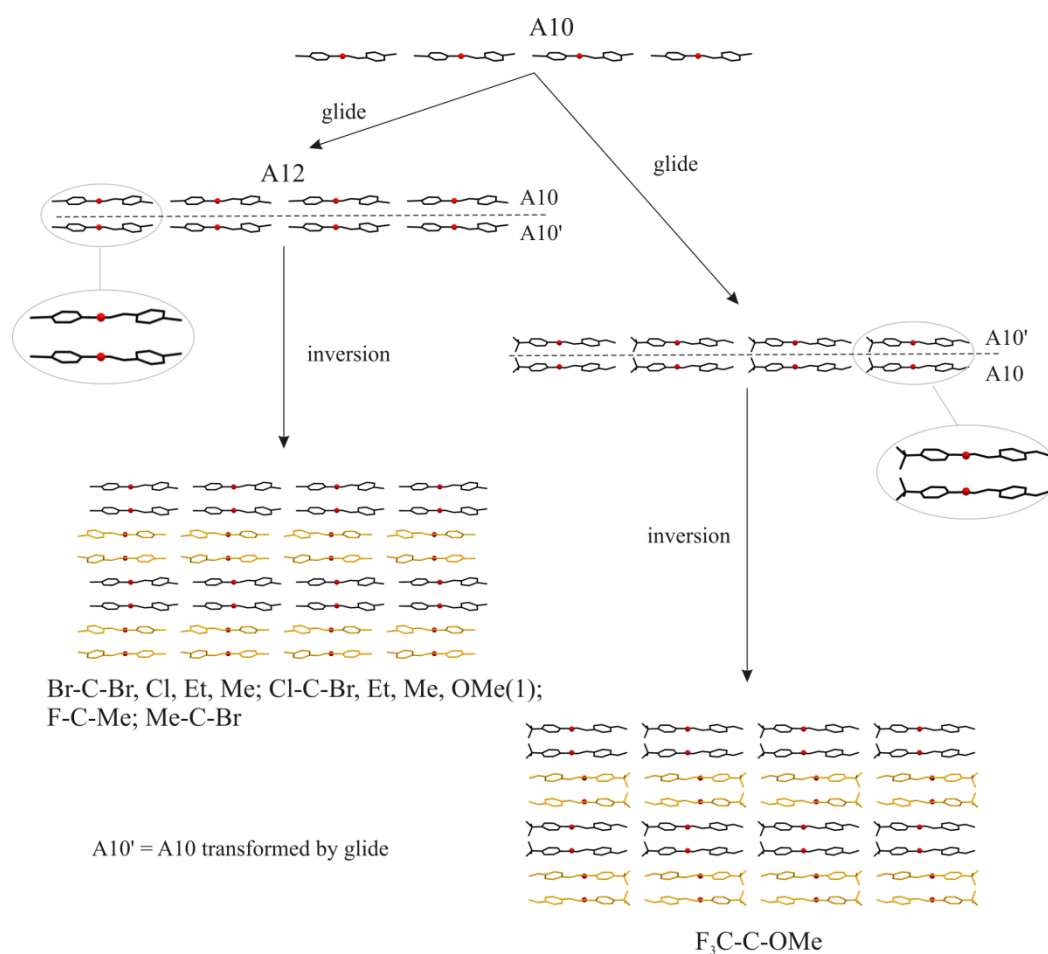 A10
glide
glide
A12
A10
A10'
A10'
A10
inversion
inversion
Br-C-Br, Cl, Et, Me; Cl-C-Br, Et, Me, OMe(1);
F-C-Me; Me-C-Br
A10' = A10 transformed by glide
F₃C-C-OMe